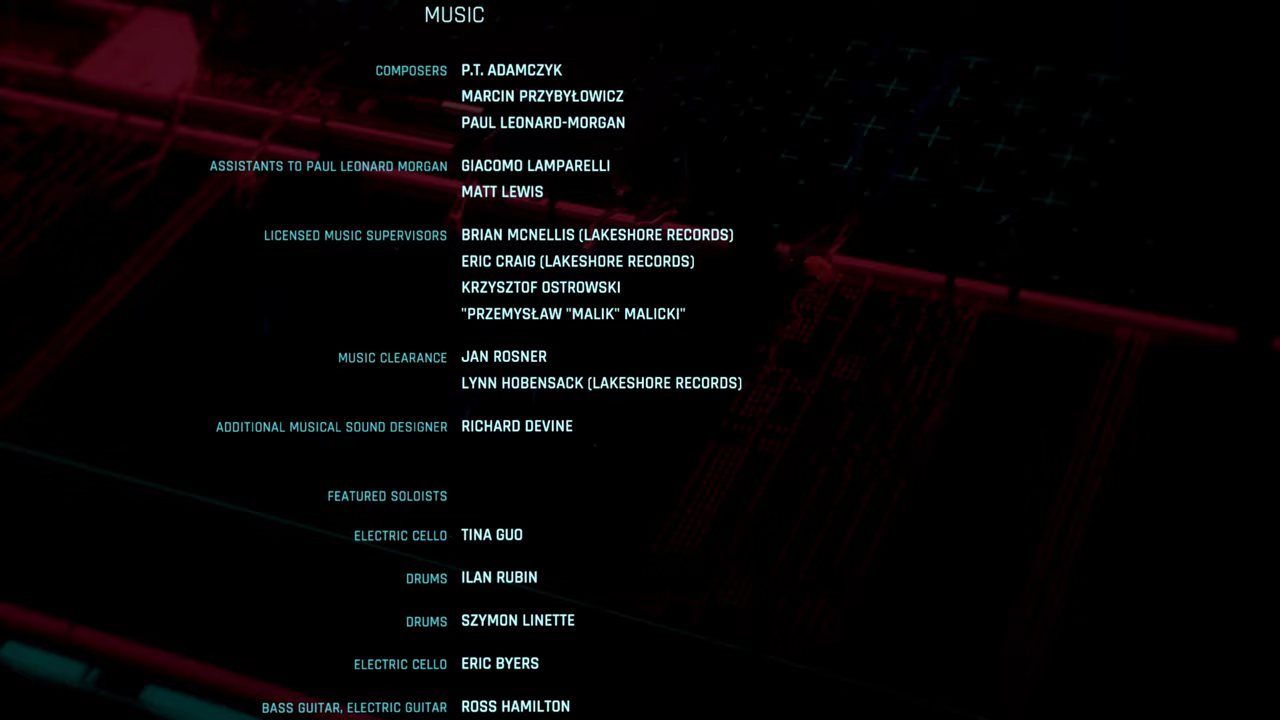 MUSIC
COMPOSERS P.T. ADAMCZYK
MARCIN PRZYBYŁOWICZ
PAUL LEONARD-MORGAN
ASSISTANTS TO PAUL LEONARD MORGAN GIACOMO LAMPARELLI
MATT LEWIS
LICENSED MUSIC SUPERVISORS BRIAN MCNELLIS (LAKESHORE RECORDS)
ERIC CRAIG (LAKESHORE RECORDS)
KRZYSZTOF OSTROWSKI
"PRZEMYSŁAW "MALIK" MALICKI"
MUSIC CLEARANCE JAN ROSNER
LYNN HOBENSACK (LAKESHORE RECORDS)
ADDITIONAL MUSICAL SOUND DESIGNER RICHARD DEVINE
FEATURED SOLOISTS
ELECTRIC CELLO TINA GUO
DRUMS ILAN RUBIN
DRUMS SZYMON LINETTE
ELECTRIC CELLO ERIC BYERS
BASS GUITAR, ELECTRIC GUITAR ROSS HAMILTON